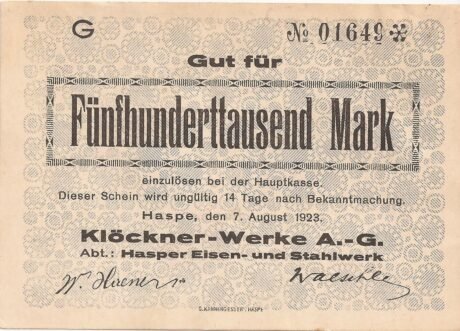 G № 01649
Gut für
Fünfhunderttausend Mark
einzulösen bei der Hauptkasse.
Dieser Schein wird ungültig 14 Tage nach Bekanntmachung.
Haspe, den 7. August 1923.
Klöckner-Werke A.-G.
Abt.: Hasper Eisen- und Stahlwerk